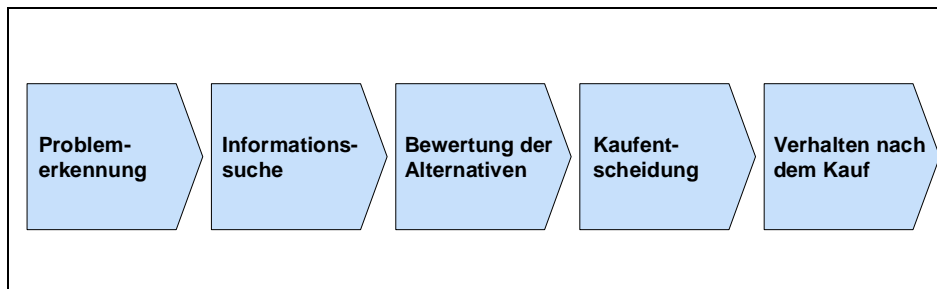 Problem-
erkennung
Informations-
suche
Bewertung der
Alternativen
Kaufent-
scheidung
Verhalten nach
dem Kauf